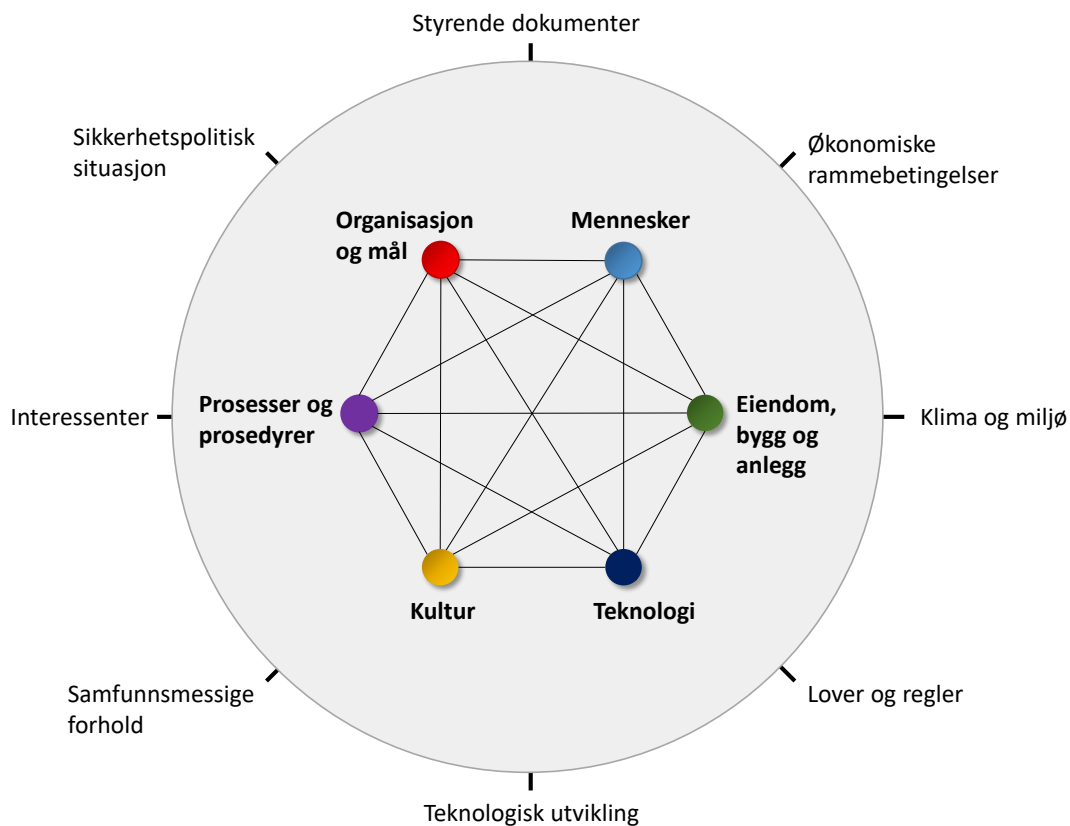 Styrende dokumenter
Sikkerhetspolitisk
situasjon
Økonomiske
rammebetingelser
Organisasjon
og mål
Mennesker
Interessenter
Prosesser og
prosedyrer
Eiendom,
bygg og
anlegg
Klima og miljø
Kultur
Teknologi
Samfunnsmessige
forhold
Lover og regler
Teknologisk utvikling